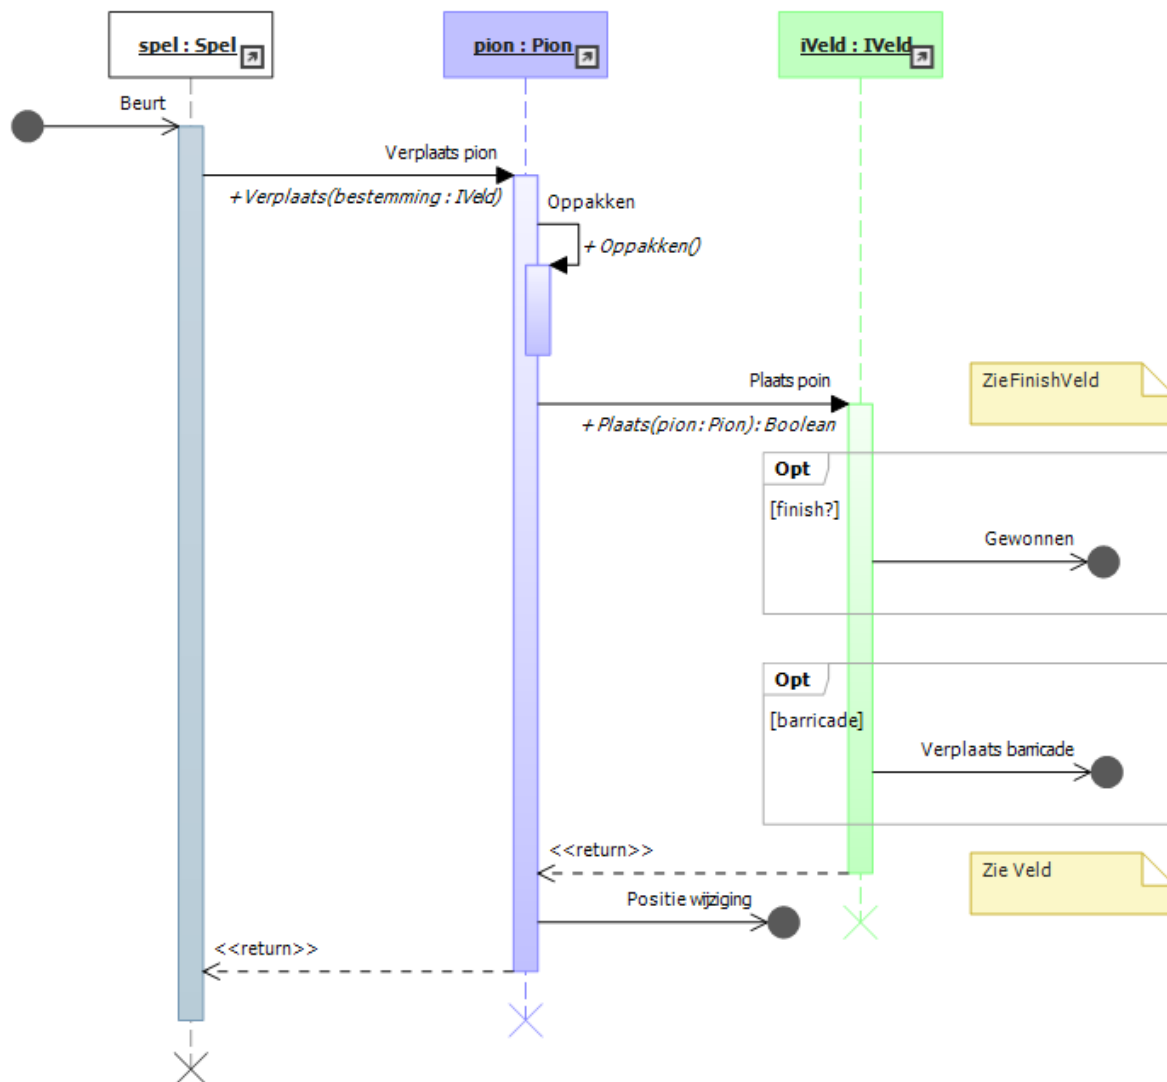 spel : Spel
pion : Pion
iVeld : IVeld
Beurt
Verplaats pion
+ Verplaats(bestemming : IVeld)
Oppakken
+ Oppakken()
Plaats poin
+ Plaats(pion : Pion) : Boolean
ZieFinishVeld
Opt
[finish?]
Gewonnen
Opt
[barricade]
Verplaats barricade
<<return>>
Zie Veld
Positie wijziging
<<return>>